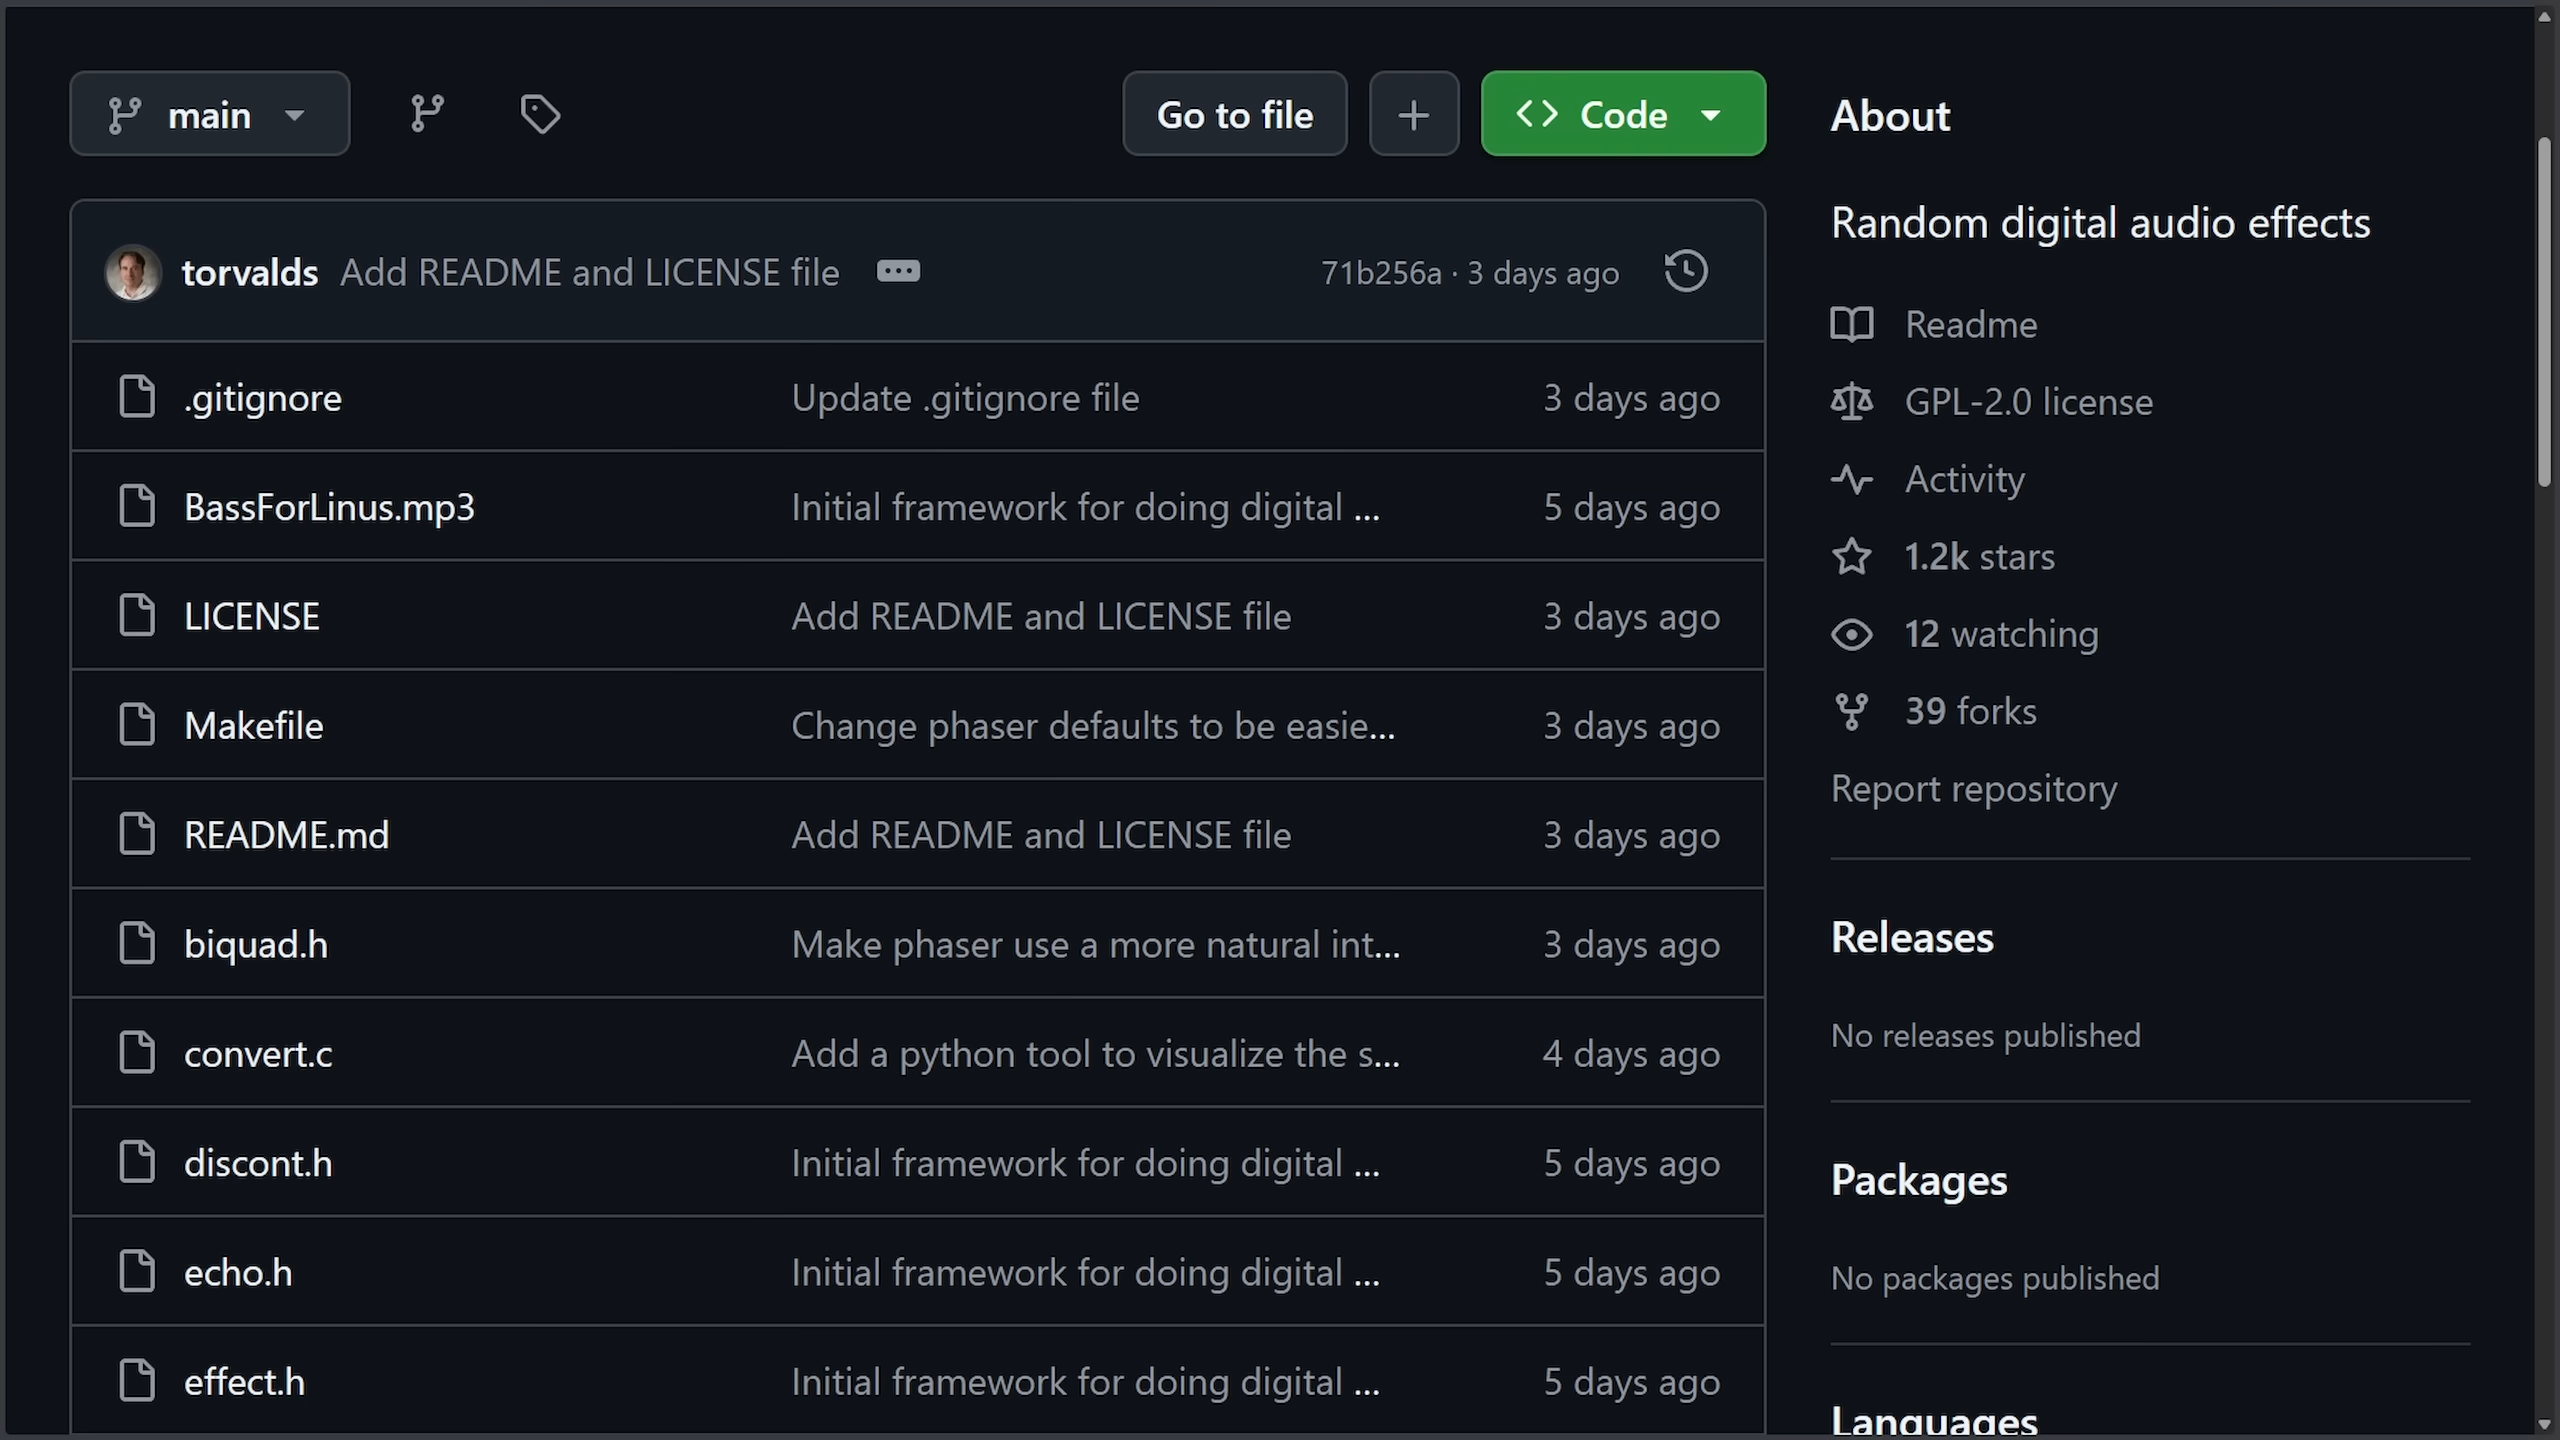 main
Go to file
Code
torvalds Add README and LICENSE file
71b256a · 3 days ago
.gitignore Update .gitignore file 3 days ago
BassForLinus.mp3 Initial framework for doing digital ... 5 days ago
LICENSE Add README and LICENSE file 3 days ago
Makefile Change phaser defaults to be easie... 3 days ago
README.md Add README and LICENSE file 3 days ago
biquad.h Make phaser use a more natural int... 3 days ago
convert.c Add a python tool to visualize the s... 4 days ago
discont.h Initial framework for doing digital ... 5 days ago
echo.h Initial framework for doing digital ... 5 days ago
effect.h Initial framework for doing digital ... 5 days ago
About
Random digital audio effects
Readme
GPL-2.0 license
Activity
1.2k stars
12 watching
39 forks
Report repository
Releases
No releases published
Packages
No packages published
Languages